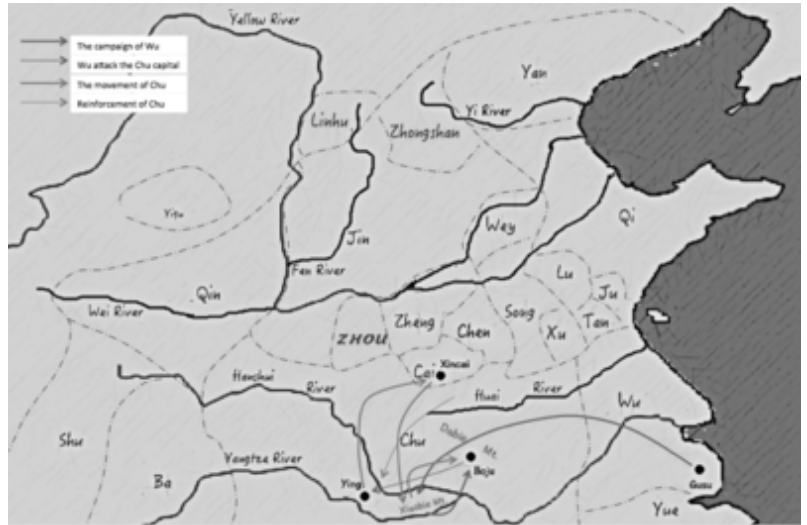 Yellow River
The campaign of Wu
Wu attack the Chu capital
The movement of Chu
Reinforcement of Chu
Yan
Yi River
Linhu
Zhongshan
Yiqu
Wey
Qi
Jin
Fen River
Lu
Ju
Qin
Wei River
Zheng
Song
Tan
ZHOU
Chen
Xu
Cai
Xincai
Hanshui River
Huai River
Wu
Shu
Chu
Dabie Mt.
Yangtze River
Boju
Ba
Ying
Gusu
Yue